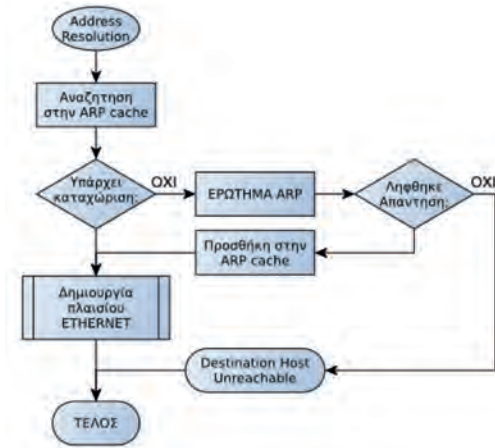 Address
Resolution
Αναζητηση
στην ARP cache
Υπάρχει
καταχώριση;
ΟΧΙ
ΕΡΩΤΗΜΑ ARP
Ληφθηκε
Απαντηση;
ΟΧΙ
Προσθήκη στην
ARP cache
Δημιουργία
πλαισίου
ETHERNET
Destination Host
Unreachable
ΤΕΛΟΣ